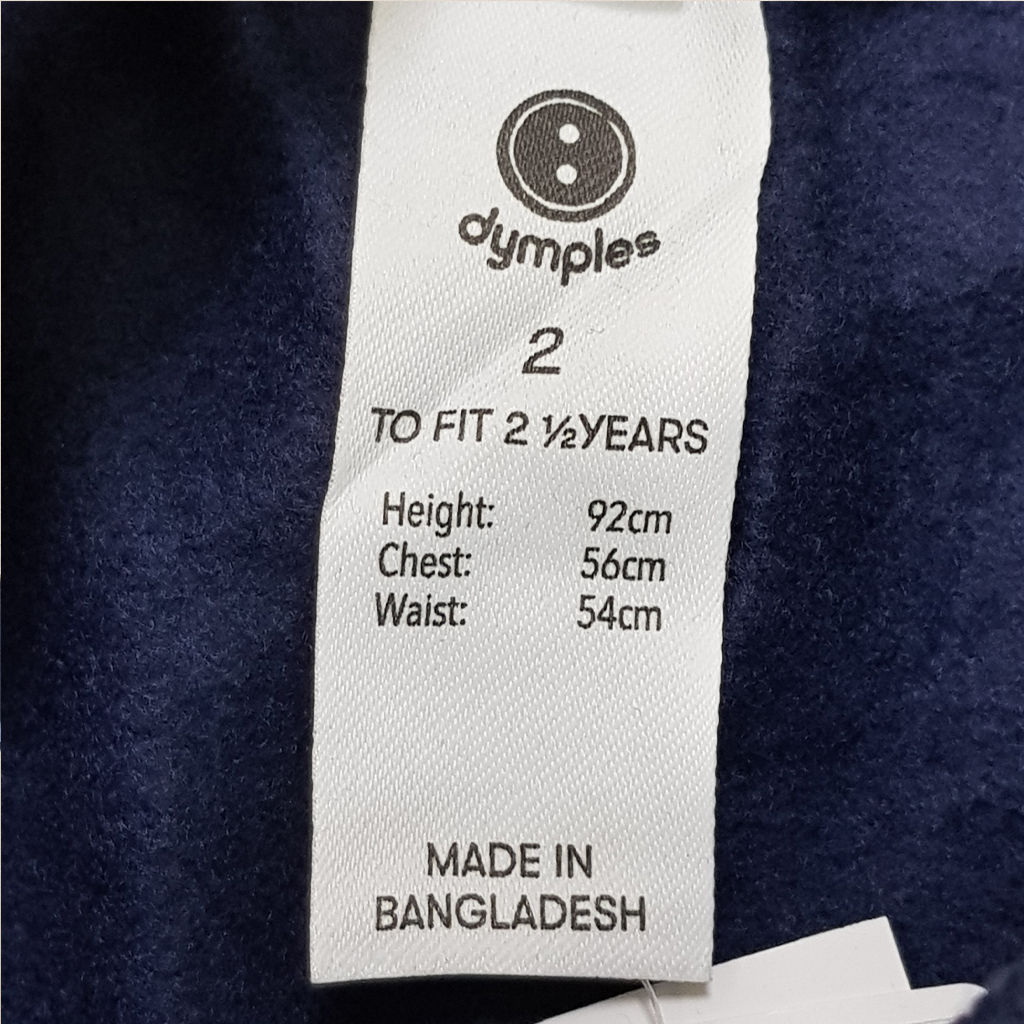 dymples
2
TO FIT 2 ½YEARS
Height: 92cm
Chest: 56cm
Waist: 54cm
MADE IN
BANGLADESH